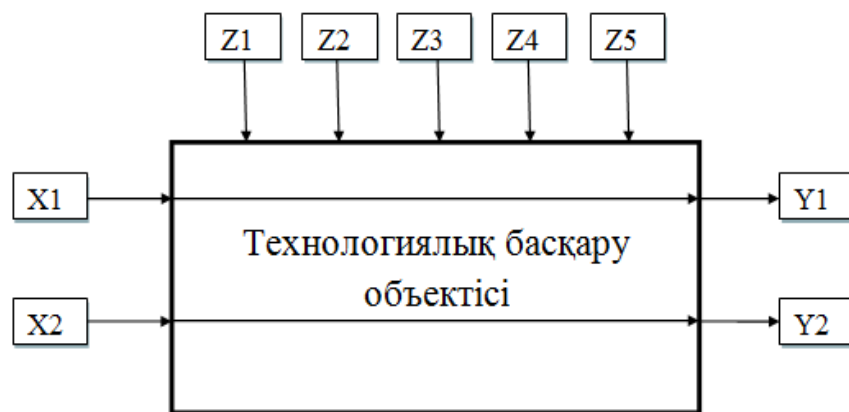 Z1 Z2 Z3 Z4 Z5
X1
Y1
Технологиялық басқару
объектісі
X2
Y2